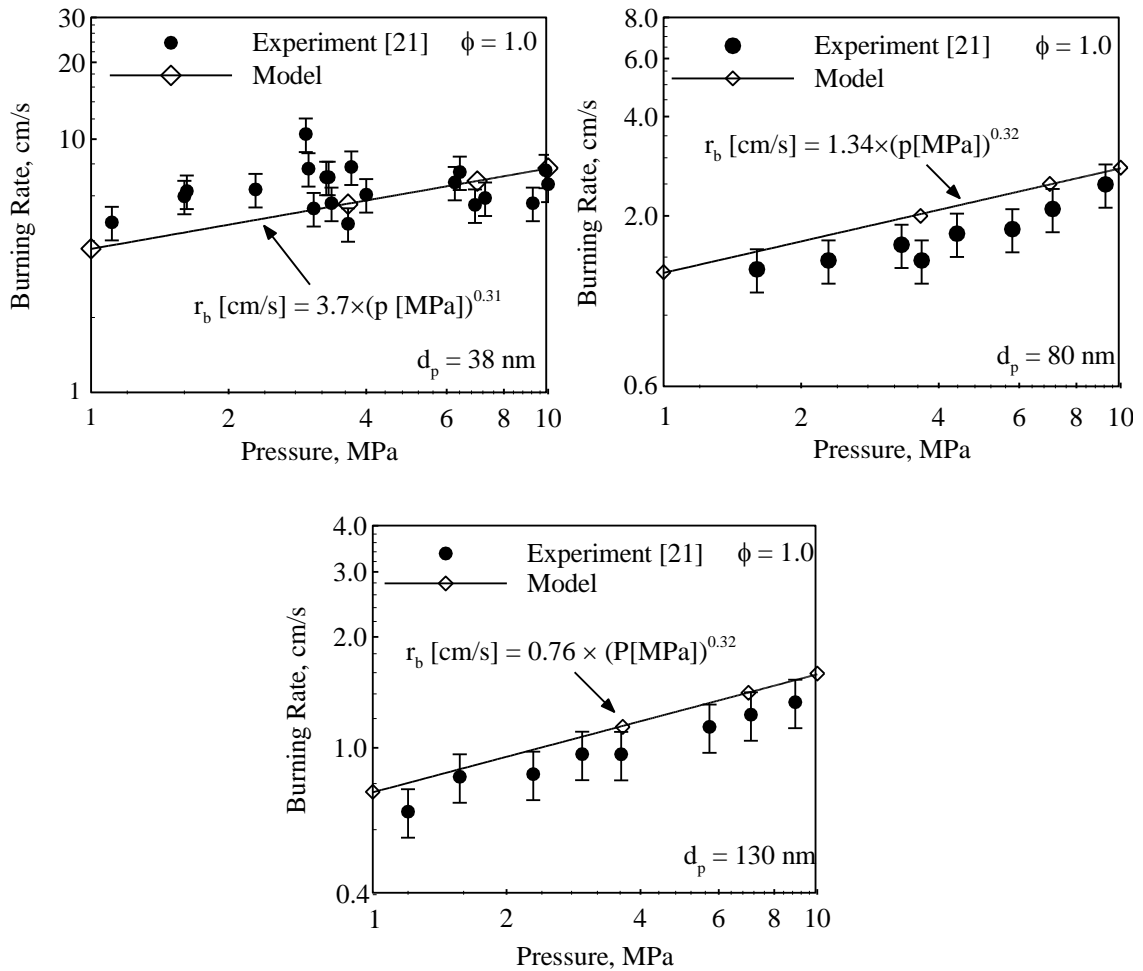 30
20
10
1
Burning Rate, cm/s
Experiment [21] ϕ = 1.0
Model
r_b [cm/s] = 3.7×(p [MPa])^0.31
d_p = 38 nm
1 2 4 6 8 10
Pressure, MPa
8.0
6.0
4.0
2.0
0.6
Burning Rate, cm/s
Experiment [21] ϕ = 1.0
Model
r_b [cm/s] = 1.34×(p[MPa])^0.32
d_p = 80 nm
1 2 4 6 8 10
Pressure, MPa
4.0
3.0
2.0
1.0
0.4
Burning Rate, cm/s
Experiment [21] ϕ = 1.0
Model
r_b [cm/s] = 0.76 × (P[MPa])^0.32
d_p = 130 nm
1 2 4 6 8 10
Pressure, MPa